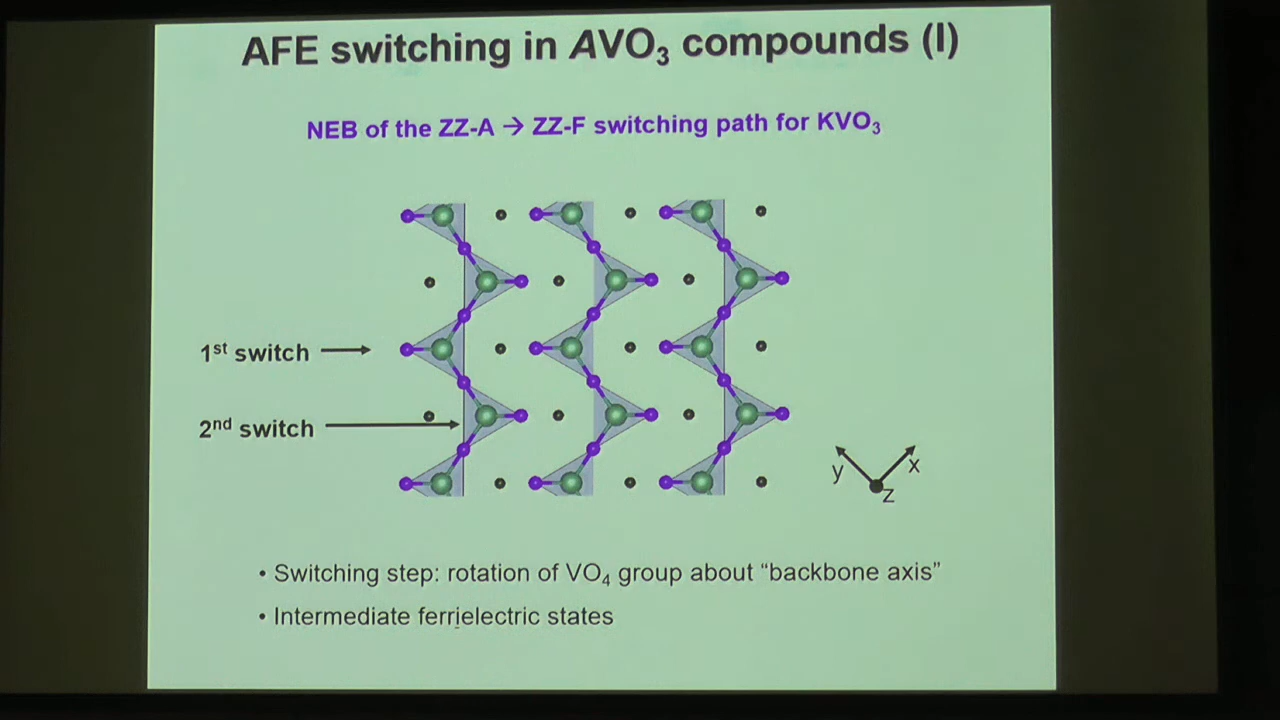 AFE switching in AVO₃ compounds (I)
NEB of the ZZ-A → ZZ-F switching path for KVO₃
1st switch
2nd switch
y
x
z
• Switching step: rotation of VO₄ group about “backbone axis”
• Intermediate ferrielectric states